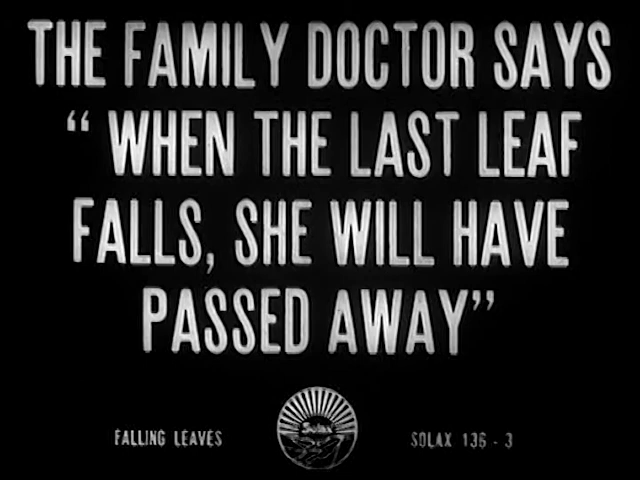 THE FAMILY DOCTOR SAYS
“ WHEN THE LAST LEAF
FALLS, SHE WILL HAVE
PASSED AWAY”
Solax
FALLING LEAVES
SOLAX 136 - 3